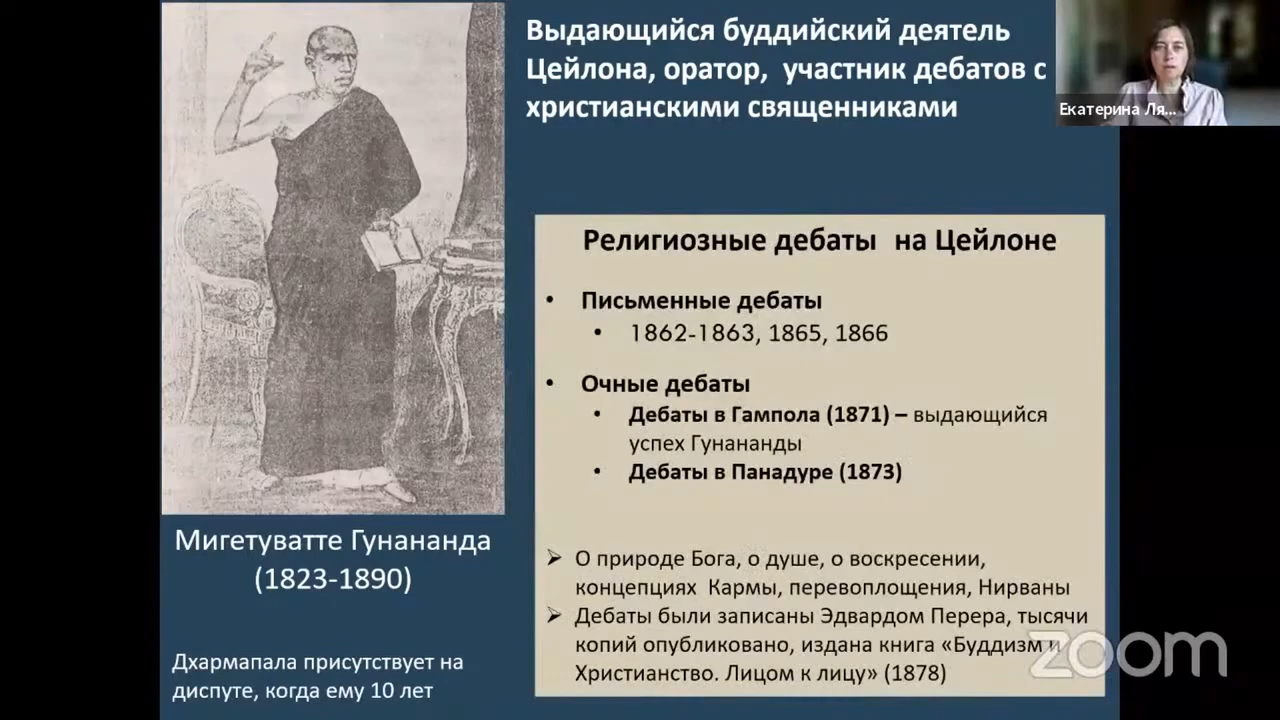 Выдающийся буддийский деятель
Цейлона, оратор, участник дебатов с
христианскими священниками
Екатерина Ля...
Религиозные дебаты на Цейлоне
• Письменные дебаты
• 1862-1863, 1865, 1866
• Очные дебаты
• Дебаты в Гампола (1871) – выдающийся
успех Гунананды
• Дебаты в Панадуре (1873)
➢ О природе Бога, о душе, о воскресении,
концепциях Кармы, перевоплощения, Нирваны
➢ Дебаты были записаны Эдвардом Перера, тысячи
копий опубликовано, издана книга «Буддизм и
Христианство. Лицом к лицу» (1878)
Мигетуватте Гунананда
(1823-1890)
Дхармапала присутствует на
диспуте, когда ему 10 лет
zoom